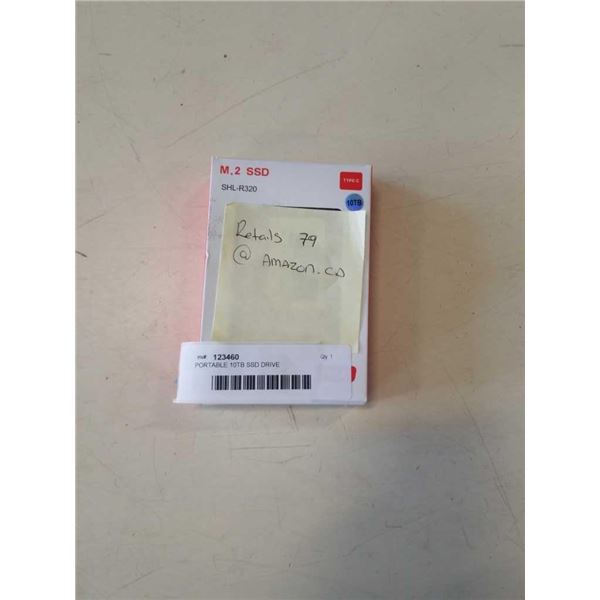 M.2 SSD
TYPE-C
SHL-R320
10TB
Retails 79
@ AMAZON.CA
123460
Qty 1
PORTABLE 10TB SSD DRIVE